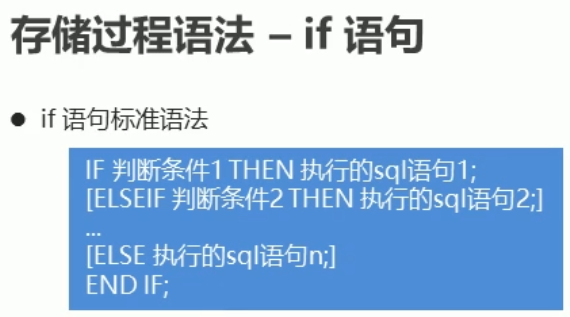 存储过程语法 – if 语句
● if 语句标准语法
IF 判断条件1 THEN 执行的sql语句1;
[ELSEIF 判断条件2 THEN 执行的sql语句2;]
...
[ELSE 执行的sql语句n;]
END IF;